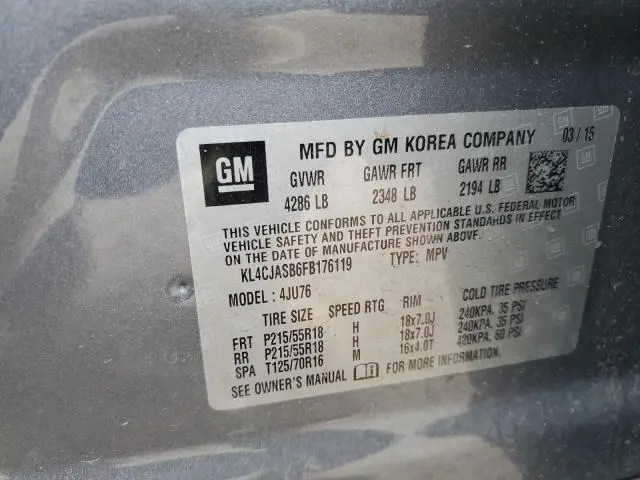 GM
MFD BY GM KOREA COMPANY 03/15
GVWR GAWR FRT GAWR RR
4286 LB 2348 LB 2194 LB
THIS VEHICLE CONFORMS TO ALL APPLICABLE U.S. FEDERAL MOTOR
VEHICLE SAFETY AND THEFT PREVENTION STANDARDS IN EFFECT
ON THE DATE OF MANUFACTURE SHOWN ABOVE.
KL4CJASB6FB176119 TYPE: MPV
MODEL: 4JU76
TIRE SIZE SPEED RTG RIM COLD TIRE PRESSURE
FRT P215/55R18 H 18x7.0J 240KPA, 35 PSI
RR P215/55R18 H 18x7.0J 240KPA, 35 PSI
SPA T125/70R16 M 16x4.0T 420KPA, 60 PSI
SEE OWNER'S MANUAL FOR MORE INFORMATION.